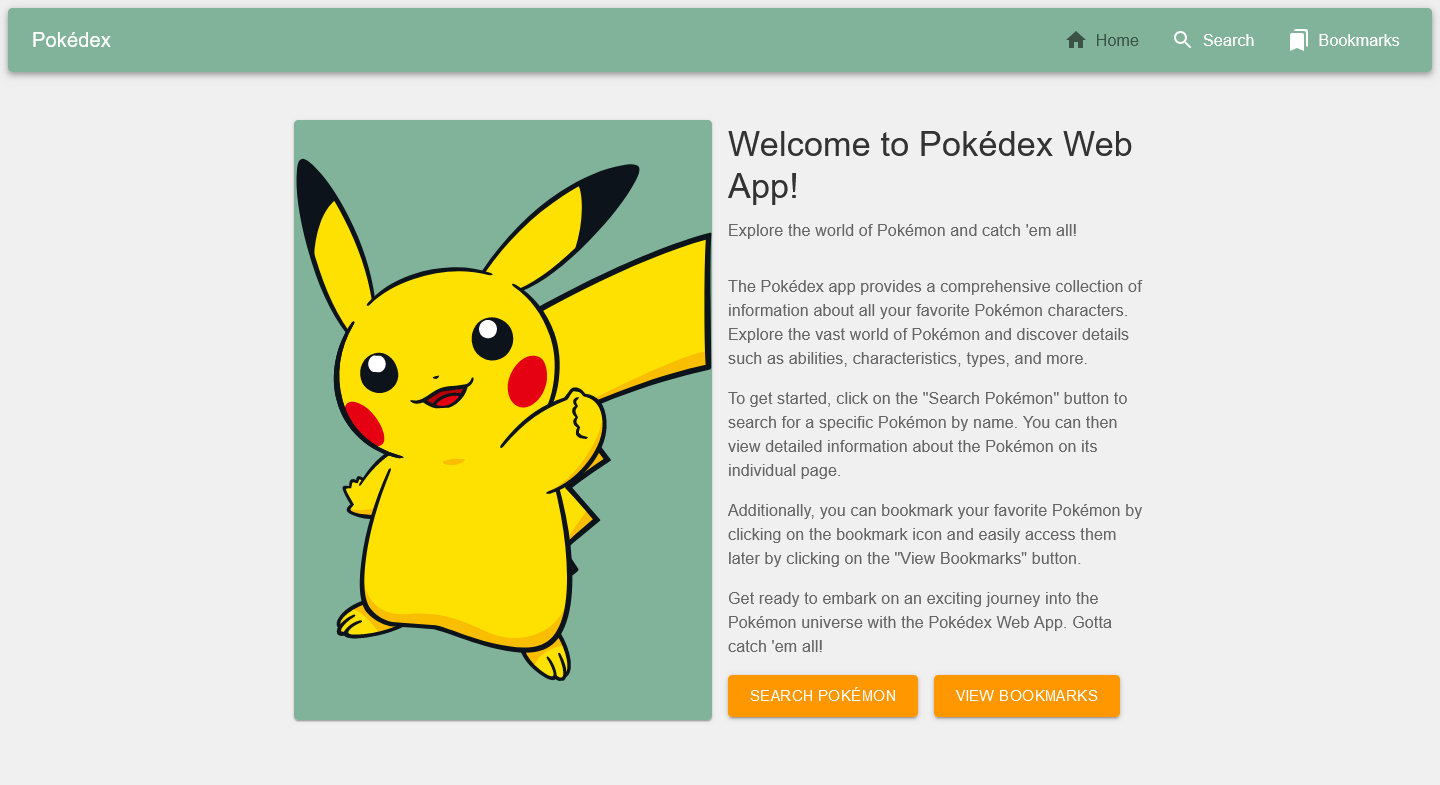 Pokédex
Home
Search
Bookmarks
Welcome to Pokédex Web
App!
Explore the world of Pokémon and catch 'em all!
The Pokédex app provides a comprehensive collection of
information about all your favorite Pokémon characters.
Explore the vast world of Pokémon and discover details
such as abilities, characteristics, types, and more.
To get started, click on the "Search Pokémon" button to
search for a specific Pokémon by name. You can then
view detailed information about the Pokémon on its
individual page.
Additionally, you can bookmark your favorite Pokémon by
clicking on the bookmark icon and easily access them
later by clicking on the "View Bookmarks" button.
Get ready to embark on an exciting journey into the
Pokémon universe with the Pokédex Web App. Gotta
catch 'em all!
SEARCH POKÉMON
VIEW BOOKMARKS